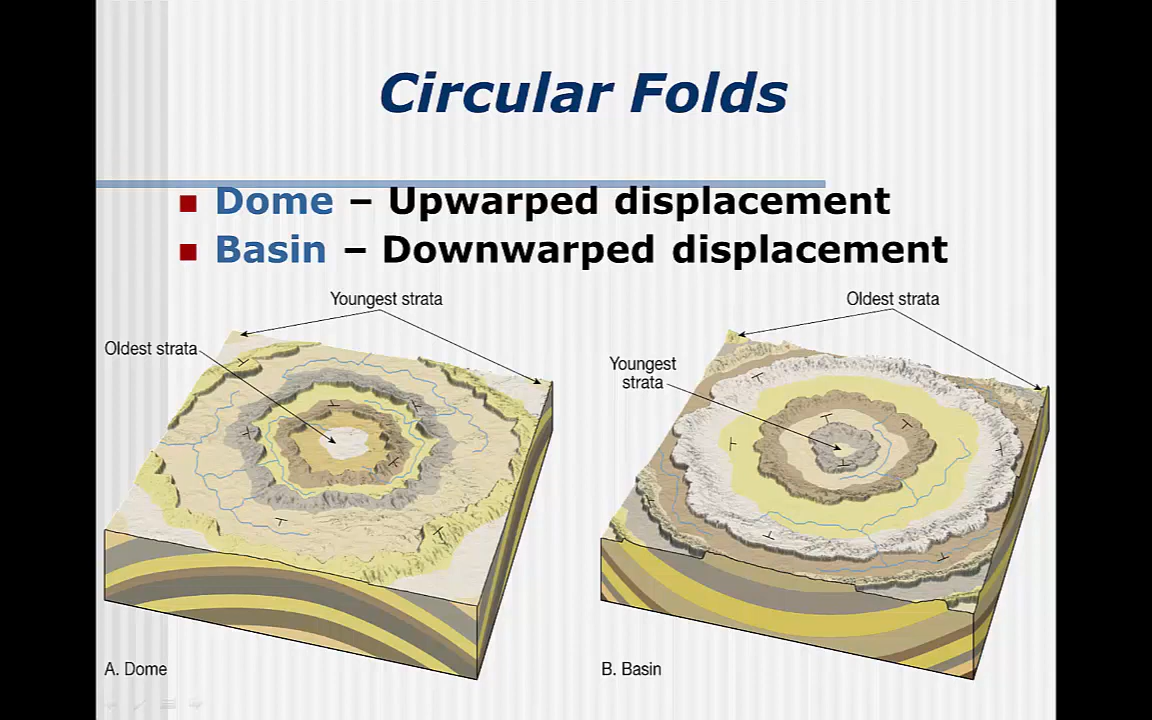 Circular Folds
Dome – Upwarped displacement
Basin – Downwarped displacement
Youngest strata
Oldest strata
Oldest strata
Youngest
strata
A. Dome
B. Basin